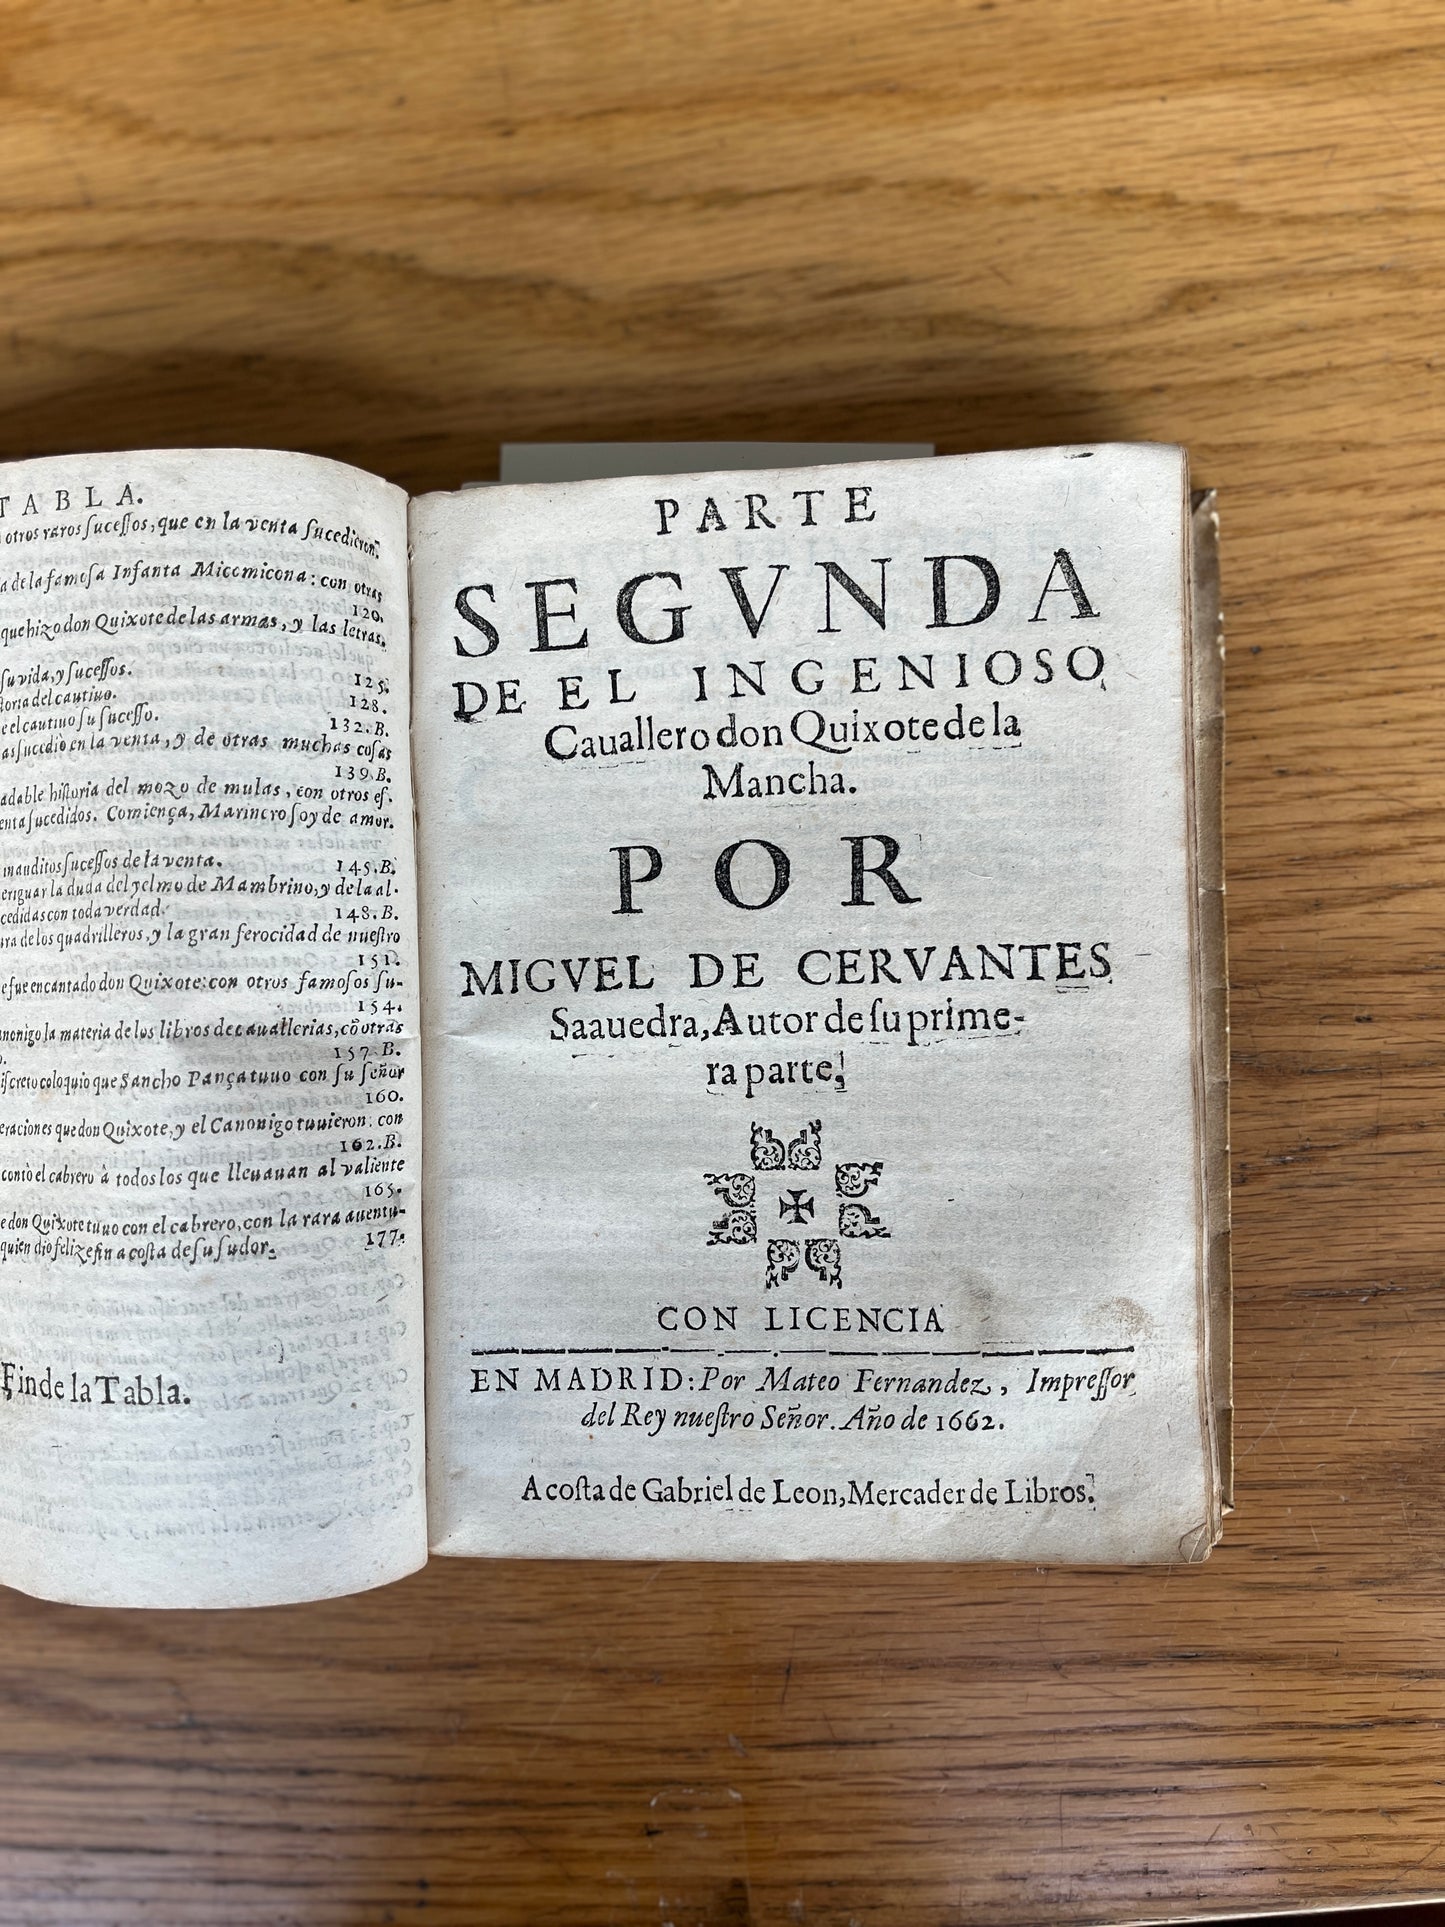 TABLA.
otros raros ſuceſſos, que en la venta ſucedieron.
a de la famoſa Infanta Micomicona: con otras
120.
que hizo don Quixote de las armas, y las letras.
ſu vida, y ſuceſſos. 125.
storia del cautiuo. 128.
e el cautiuo ſu ſuceſſo. 132.B.
as ſucediò en la venta, y de otras muchas coſas
139.B.
adable hiſtoria del mozo de mulas, con otros eſ.
enta ſucedidos. Comiença, Marinero ſoy de amor.
inauditos ſuceſſos de la venta. 145.B.
eriguar la duda del yelmo de Mambrino, y de la al.
cedidas con toda verdad. 148.B.
ura de los quadrilleros, y la gran ferocidad de nueſtro
151.
e fue encantado don Quixote: con otros famoſos ſu-
154.
anonigo la materia de los libros de cauallerias, cõ otras
o. 157.B.
iſcreto coloquio que Sancho Pança tuuo con ſu ſeñor
160.
eraciones que don Quixote, y el Canonigo tuuieron: con
162.B.
contò el cabrero à todos los que lleuauan al valiente
165.
e don Quixote tuuo con el cabrero, con la rara auentu-
quien dio felize fin a coſta de ſu ſudor. 177.
Fin de la Tabla.
PARTE
SEGVNDA
DE EL INGENIOSO
Cauallero don Quixote de la
Mancha.
POR
MIGVEL DE CERVANTES
Saauedra, Autor de ſu prime-
ra parte.
CON LICENCIA
EN MADRID: Por Mateo Fernandez, Impreſſor
del Rey nueſtro Señor. Año de 1662.
A coſta de Gabriel de Leon, Mercader de Libros.